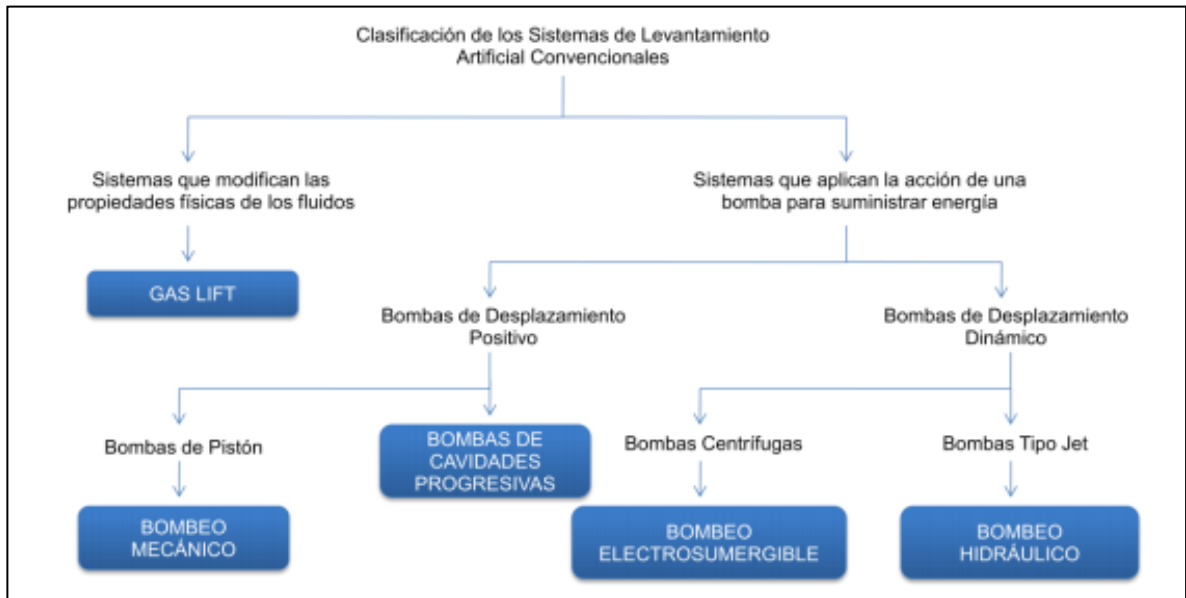 Clasificación de los Sistemas de Levantamiento
Artificial Convencionales
Sistemas que modifican las
propiedades físicas de los fluidos
Sistemas que aplican la acción de una
bomba para suministrar energía
GAS LIFT
Bombas de Desplazamiento
Positivo
Bombas de Desplazamiento
Dinámico
Bombas de Pistón
BOMBAS DE
CAVIDADES
PROGRESIVAS
Bombas Centrífugas
Bombas Tipo Jet
BOMBEO
MECÁNICO
BOMBEO
ELECTROSUMERGIBLE
BOMBEO
HIDRÁULICO